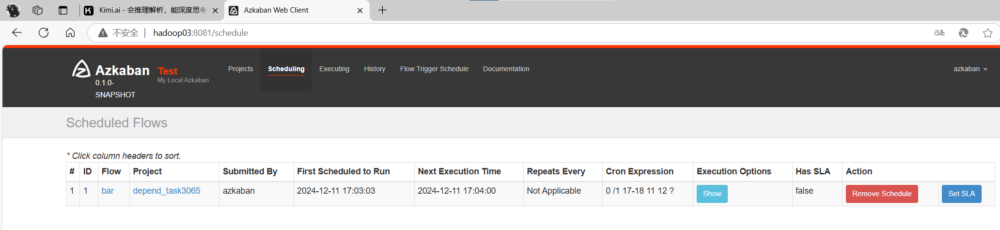 Kimi.ai - 会推理解析，能深度思考
Azkaban Web Client
不安全 hadoop03:8081/schedule
Azkaban
0.1.0-
SNAPSHOT
Test
My Local Azkaban
Projects Scheduling Executing History Flow Trigger Schedule Documentation azkaban
Scheduled Flows
* Click column headers to sort.
# ID Flow Project Submitted By First Scheduled to Run Next Execution Time Repeats Every Cron Expression Execution Options Has SLA Action
1 1 bar depend_task3065 azkaban 2024-12-11 17:03:03 2024-12-11 17:04:00 Not Applicable 0 /1 17-18 11 12 ? Show false Remove Schedule Set SLA